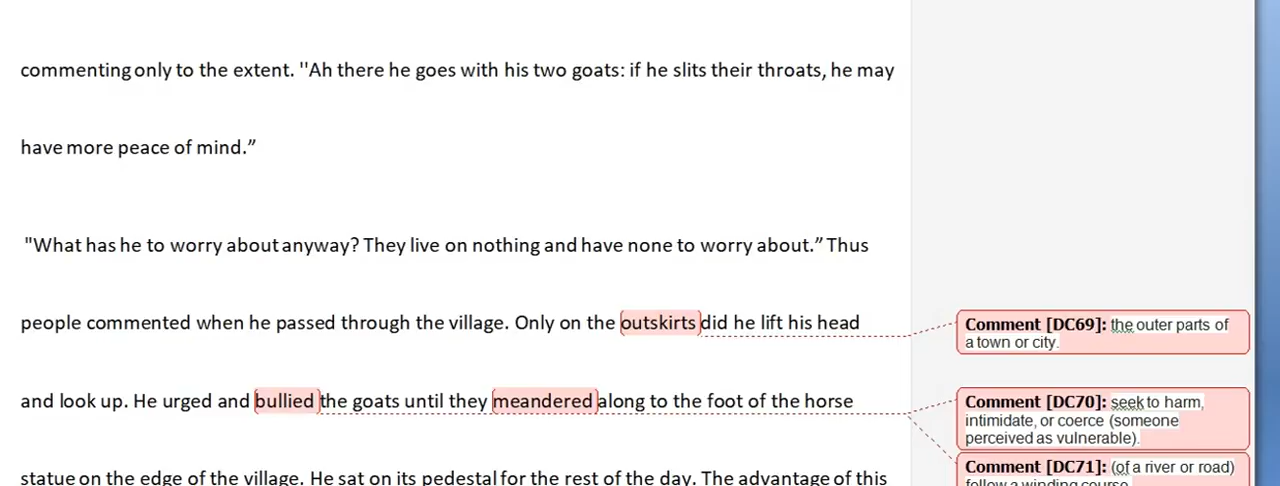 commenting only to the extent. "Ah there he goes with his two goats: if he slits their throats, he may
have more peace of mind.”
"What has he to worry about anyway? They live on nothing and have none to worry about.” Thus
people commented when he passed through the village. Only on the outskirts did he lift his head
and look up. He urged and bullied the goats until they meandered along to the foot of the horse
statue on the edge of the village. He sat on its pedestal for the rest of the day. The advantage of this
Comment [DC69]: the outer parts of
a town or city.
Comment [DC70]: seek to harm,
intimidate, or coerce (someone
perceived as vulnerable).
Comment [DC71]: (of a river or road)
follow a winding course